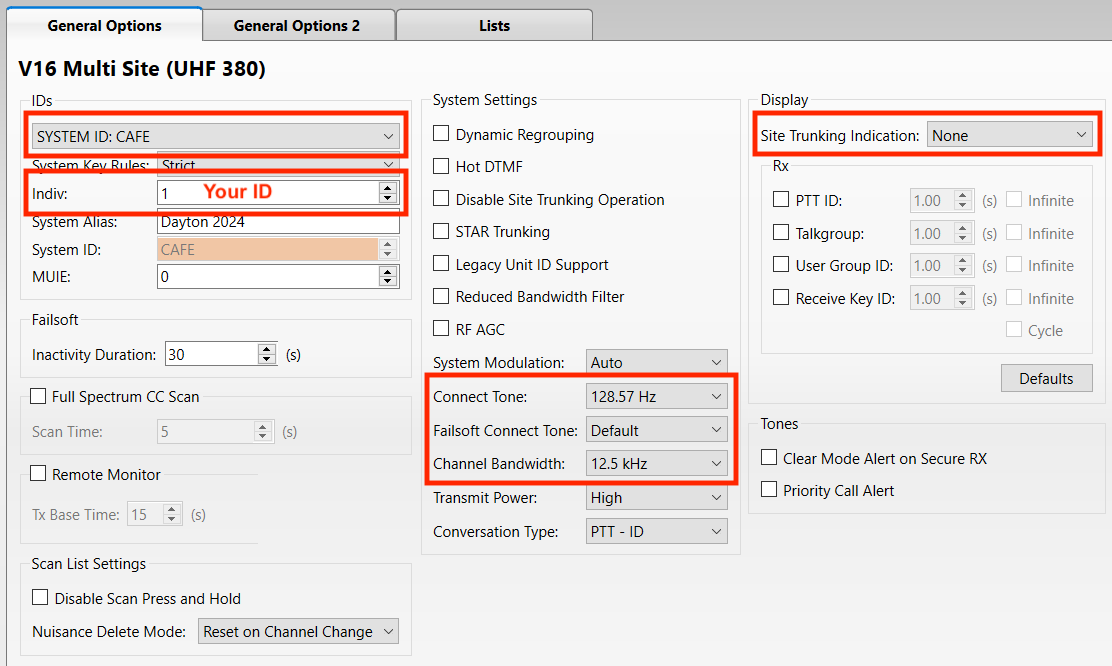 General Options
General Options 2
Lists
V16 Multi Site (UHF 380)
IDs
SYSTEM ID: CAFE
System Key Rules: Strict
Indiv: 1 Your ID
System Alias: Dayton 2024
System ID: CAFE
MUIE: 0
Failsoft
Inactivity Duration: 30 (s)
Full Spectrum CC Scan
Scan Time: 5 (s)
Remote Monitor
Tx Base Time: 15 (s)
Scan List Settings
Disable Scan Press and Hold
Nuisance Delete Mode: Reset on Channel Change
System Settings
Dynamic Regrouping
Hot DTMF
Disable Site Trunking Operation
STAR Trunking
Legacy Unit ID Support
Reduced Bandwidth Filter
RF AGC
System Modulation: Auto
Connect Tone: 128.57 Hz
Failsoft Connect Tone: Default
Channel Bandwidth: 12.5 kHz
Transmit Power: High
Conversation Type: PTT - ID
Display
Site Trunking Indication: None
Rx
PTT ID: 1.00 (s) Infinite
Talkgroup: 1.00 (s) Infinite
User Group ID: 1.00 (s) Infinite
Receive Key ID: 1.00 (s) Infinite
Cycle
Defaults
Tones
Clear Mode Alert on Secure RX
Priority Call Alert